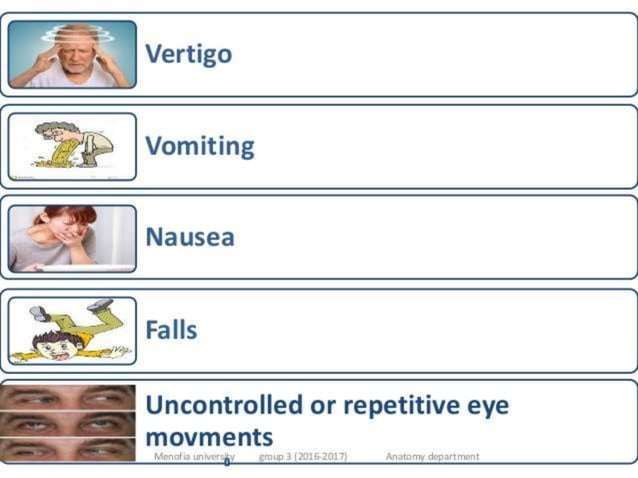 Vertigo
Vomiting
Nausea
Falls
Uncontrolled or repetitive eye
movments
Menofia university group 3 (2016-2017) Anatomy department